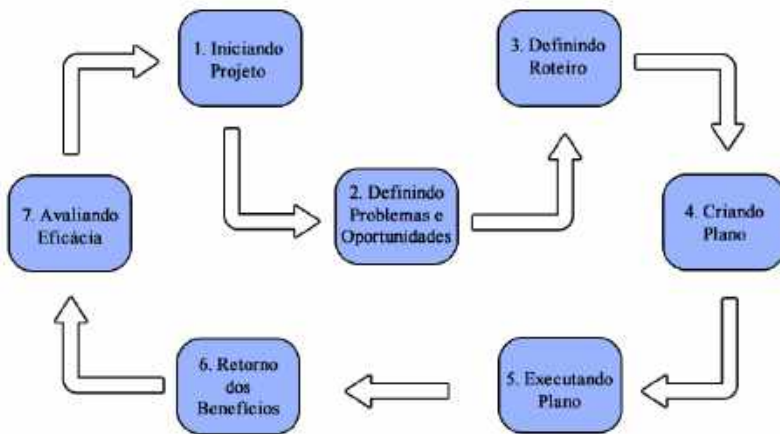 1. Iniciando
Projeto
2. Definindo
Problemas e
Oportunidades
3. Definindo
Roteiro
4. Criando
Plano
5. Executando
Plano
6. Retorno
dos
Benefícios
7. Avaliando
Eficácia